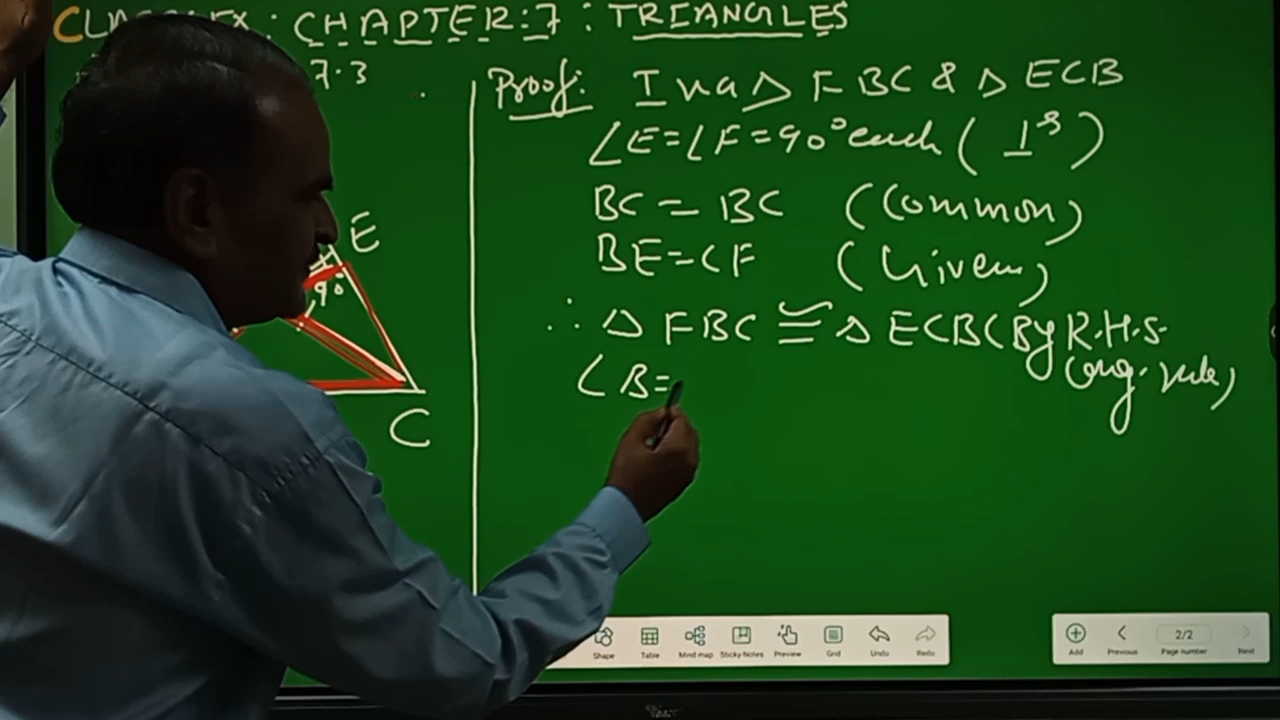 CL : CHAPTER:7 : TRIANGLES
7.3
Proof: In a △ FBC & △ ECB
∠E=∠F=90° each (
BC = BC (Common)
BE=CF (Given)
∴ △ FBC ≅ △ ECB (By R.H.S.
Cong. rule)
∠B=
E
90°
C
Shape Table Mind map Sticky Notes Preview Grid Undo Redo
Add Previous 2/2 Page number Next